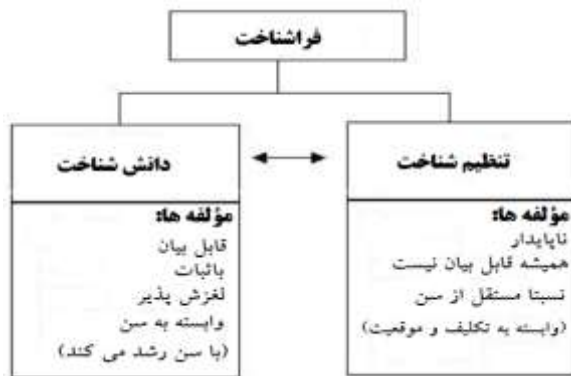 فراشناخت
تنظیم شناخت
مؤلفه ها:
ناپایدار
همیشه قابل بیان نیست
نسبتا مستقل از سن
(وابسته به تکلیف و موقعیت)
دانش شناخت
مؤلفه ها:
قابل بیان
باثبات
لغزش پذیر
وابسته به سن
(با سن رشد می کند)